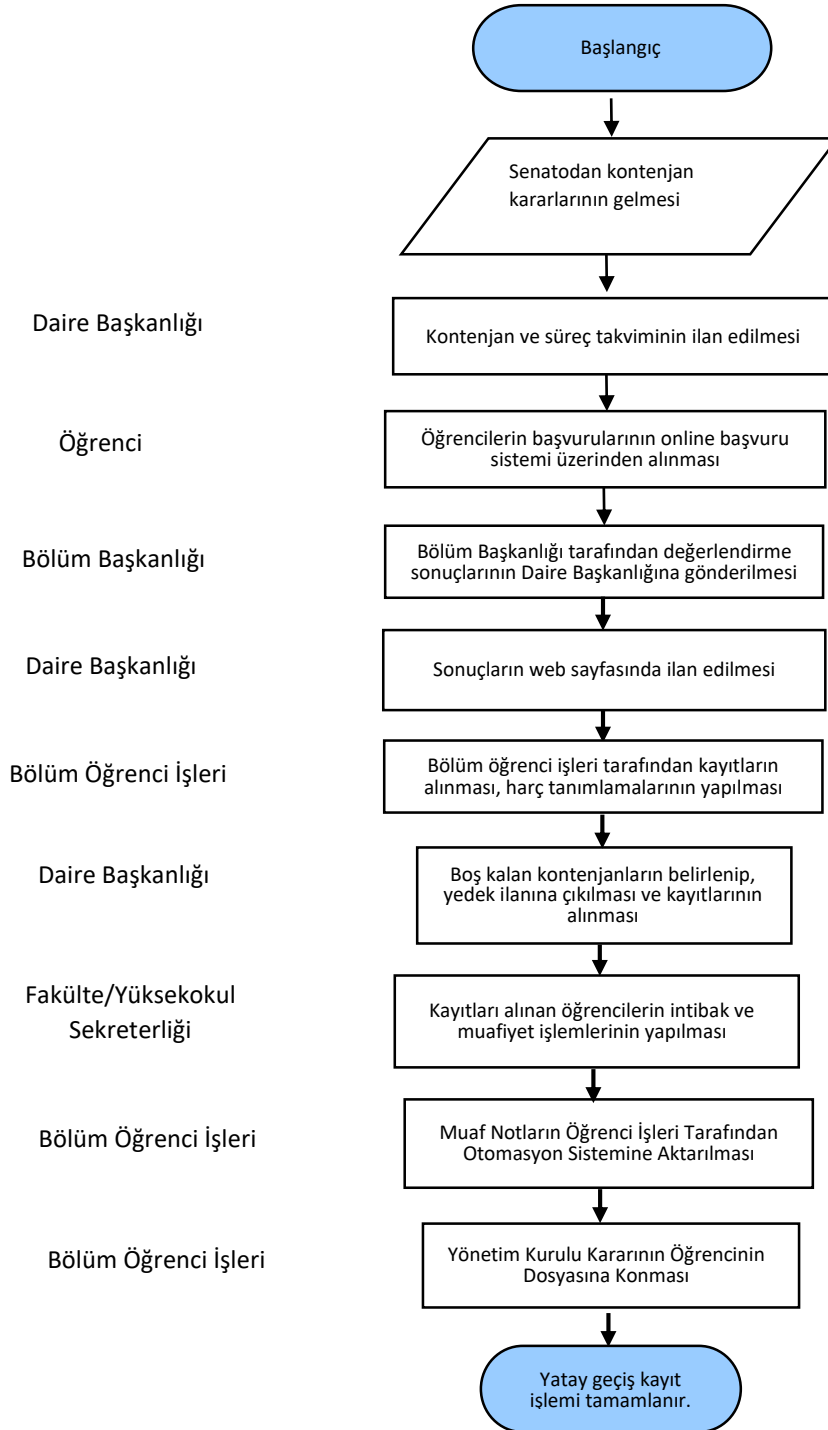 Başlangıç
Senatodan kontenjan
kararlarının gelmesi
Daire Başkanlığı
Kontenjan ve süreç takviminin ilan edilmesi
Öğrenci
Öğrencilerin başvurularının online başvuru
sistemi üzerinden alınması
Bölüm Başkanlığı
Bölüm Başkanlığı tarafından değerlendirme
sonuçlarının Daire Başkanlığına gönderilmesi
Daire Başkanlığı
Sonuçların web sayfasında ilan edilmesi
Bölüm Öğrenci İşleri
Bölüm öğrenci işleri tarafından kayıtların
alınması, harç tanımlamalarının yapılması
Daire Başkanlığı
Boş kalan kontenjanların belirlenip,
yedek ilanına çıkılması ve kayıtlarının
alınması
Fakülte/Yüksekokul
Sekreterliği
Kayıtları alınan öğrencilerin intibak ve
muafiyet işlemlerinin yapılması
Bölüm Öğrenci İşleri
Muaf Notların Öğrenci İşleri Tarafından
Otomasyon Sistemine Aktarılması
Bölüm Öğrenci İşleri
Yönetim Kurulu Kararının Öğrencinin
Dosyasına Konması
Yatay geçiş kayıt
işlemi tamamlanır.